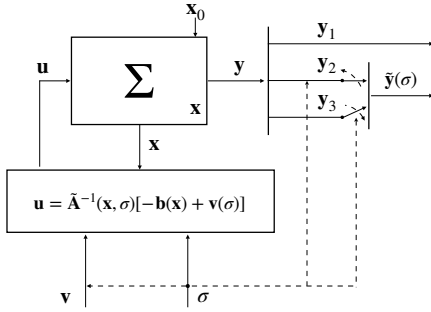 x₀
y₁
u
Σ
y
y₂
ỹ(σ)
x
y₃
x
u = Ã⁻¹(x, σ)[−b(x) + v(σ)]
v
σ